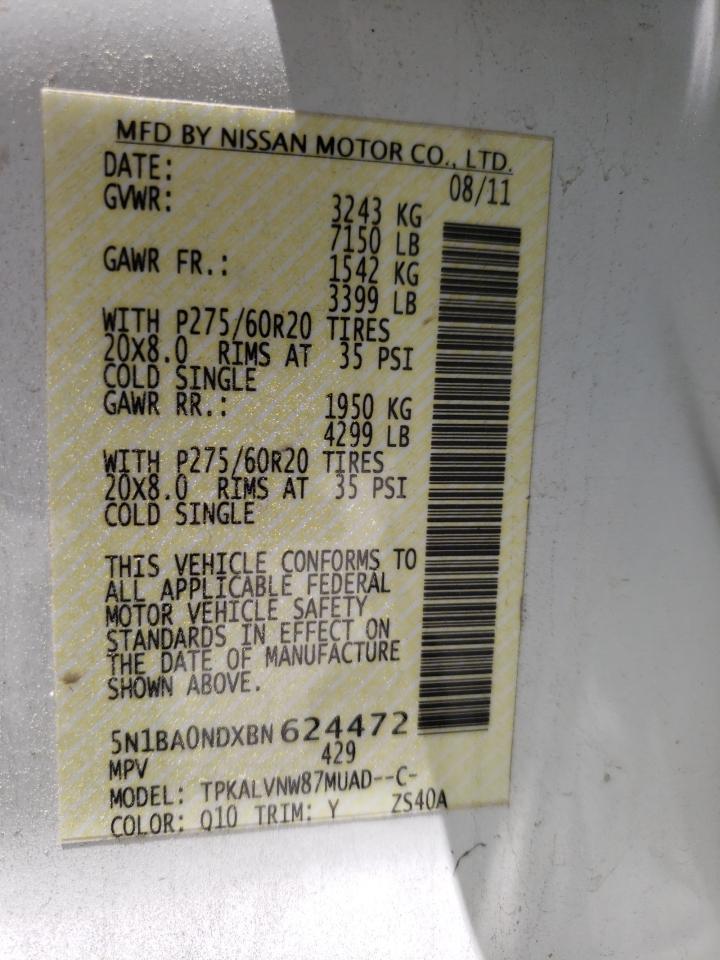 MFD BY NISSAN MOTOR CO., LTD.
DATE: 08/11
GVWR: 3243 KG
7150 LB
GAWR FR.: 1542 KG
3399 LB
WITH P275/60R20 TIRES
20X8.0 RIMS AT 35 PSI
COLD SINGLE
GAWR RR.: 1950 KG
4299 LB
WITH P275/60R20 TIRES
20X8.0 RIMS AT 35 PSI
COLD SINGLE
THIS VEHICLE CONFORMS TO
ALL APPLICABLE FEDERAL
MOTOR VEHICLE SAFETY
STANDARDS IN EFFECT ON
THE DATE OF MANUFACTURE
SHOWN ABOVE.
5N1BA0NDXBN 624472
MPV 429
MODEL: TPKALVNW87MUAD--C-
COLOR: Q10 TRIM: Y ZS40A